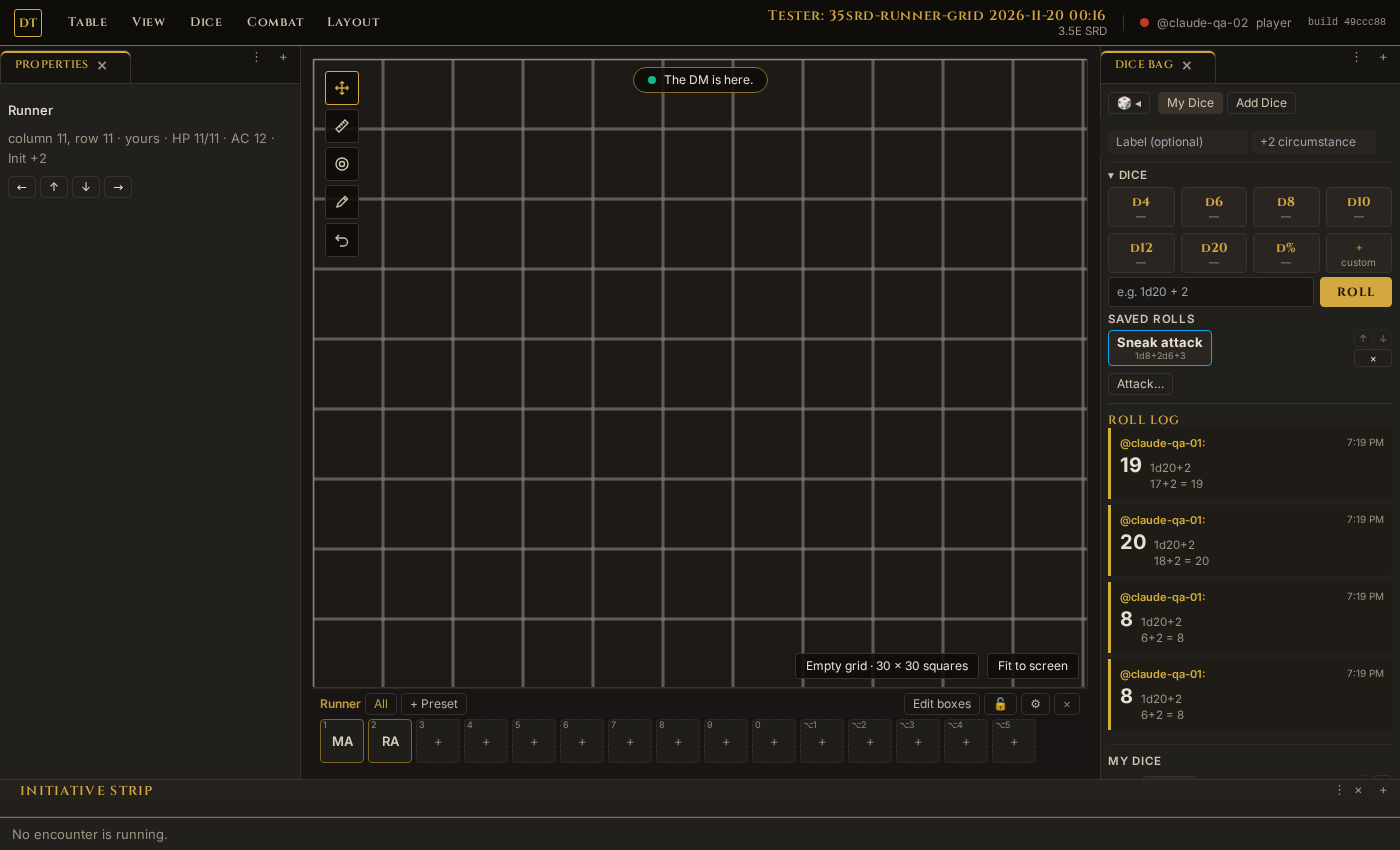 DT
TABLE
VIEW
DICE
COMBAT
LAYOUT
TESTER: 35SRD-RUNNER-GRID 2026-11-20 00:16
3.5E SRD
@claude-qa-02 player
build 49ccc88
PROPERTIES ×
Runner
column 11, row 11 · yours · HP 11/11 · AC 12 ·
Init +2
← ↑ ↓ →
The DM is here.
Empty grid · 30 × 30 squares
Fit to screen
Runner
All
+ Preset
Edit boxes
×
1 MA
2 RA
3 +
4 +
5 +
6 +
7 +
8 +
9 +
0 +
⌥1 +
⌥2 +
⌥3 +
⌥4 +
⌥5 +
DICE BAG ×
My Dice
Add Dice
Label (optional)
+2 circumstance
▾ DICE
D4 —
D6 —
D8 —
D10 —
D12 —
D20 —
D% —
+ custom
e.g. 1d20 + 2
ROLL
SAVED ROLLS
Sneak attack
1d8+2d6+3
↑ ↓
×
Attack...
ROLL LOG
@claude-qa-01: 7:19 PM
19 1d20+2
17+2 = 19
@claude-qa-01: 7:19 PM
20 1d20+2
18+2 = 20
@claude-qa-01: 7:19 PM
8 1d20+2
6+2 = 8
@claude-qa-01: 7:19 PM
8 1d20+2
6+2 = 8
MY DICE
INITIATIVE STRIP
No encounter is running.